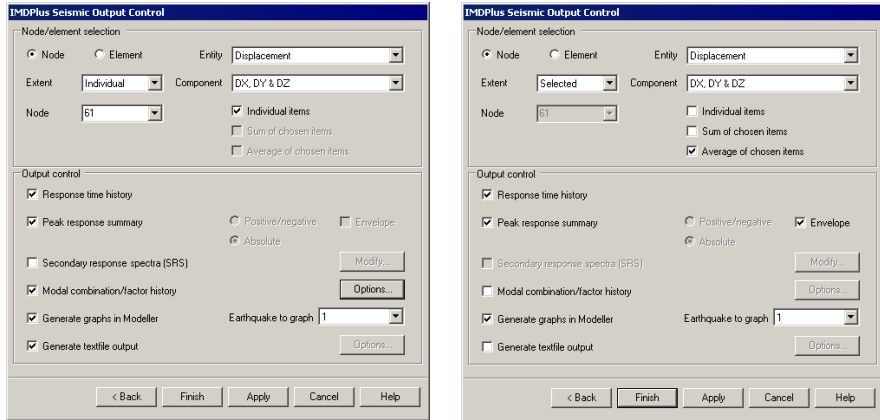 IMDPlus Seismic Output Control
Node/element selection
Node Element Entity Displacement
Extent Individual Component DX, DY & DZ
Node 61 Individual items
Sum of chosen items
Average of chosen items
Output control
Response time history
Peak response summary Positive/negative Envelope
Absolute
Secondary response spectra (SRS) Modify...
Modal combination/factor history Options...
Generate graphs in Modeller Earthquake to graph 1
Generate textfile output Options...
< Back Finish Apply Cancel Help
IMDPlus Seismic Output Control
Node/element selection
Node Element Entity Displacement
Extent Selected Component DX, DY & DZ
Node 61 Individual items
Sum of chosen items
Average of chosen items
Output control
Response time history
Peak response summary Positive/negative Envelope
Absolute
Secondary response spectra (SRS) Modify...
Modal combination/factor history Options...
Generate graphs in Modeller Earthquake to graph 1
Generate textfile output Options...
< Back Finish Apply Cancel Help